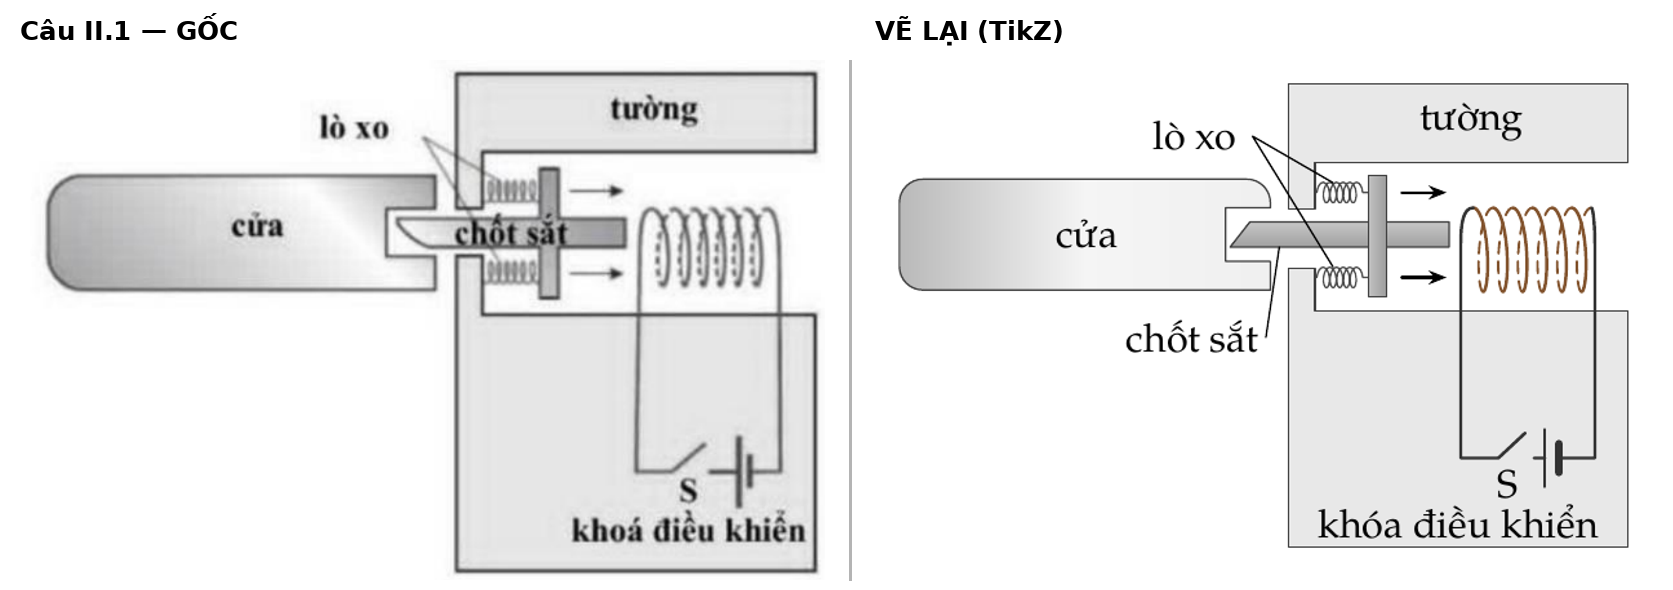 Câu II.1 — GỐC
tường
lò xo
cửa
chốt sắt
S
khoá điều khiển
VẼ LẠI (TikZ)
tường
lò xo
cửa
chốt sắt
S
khóa điều khiển